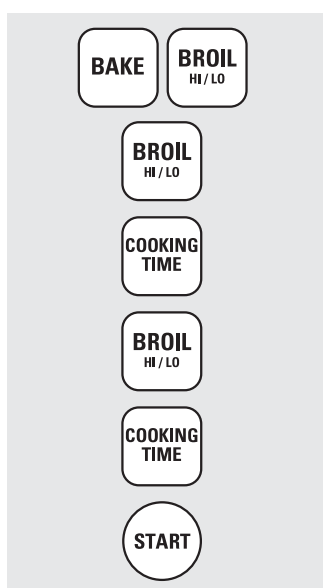 BAKE BROIL
HI / LO
BROIL
HI / LO
COOKING
TIME
BROIL
HI / LO
COOKING
TIME
START